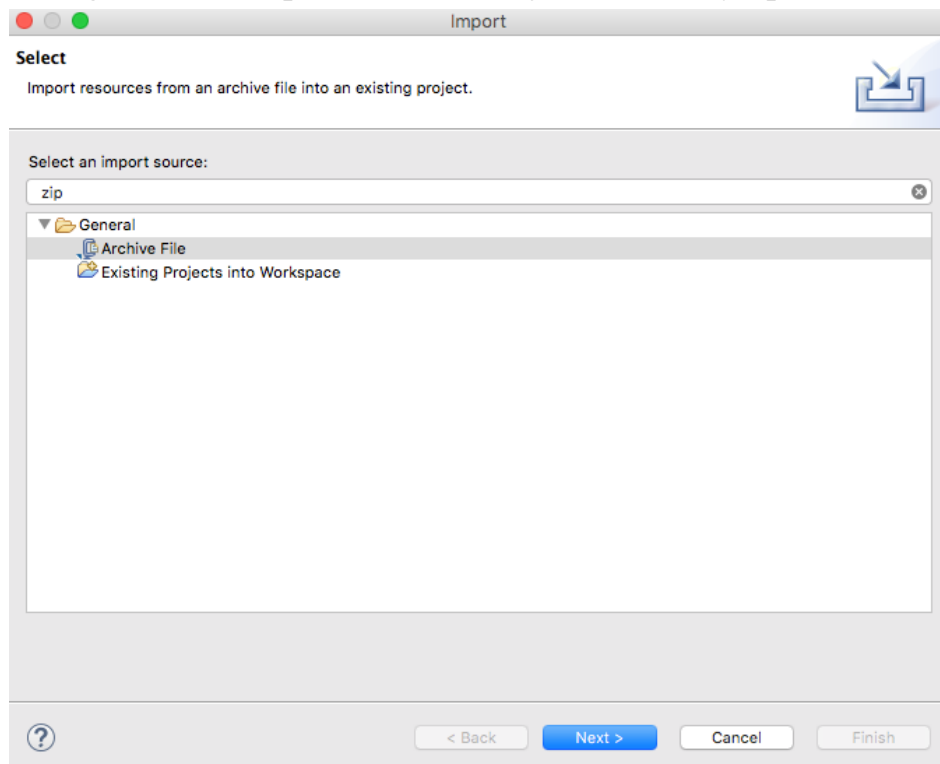 Import
Select
Import resources from an archive file into an existing project.
Select an import source:
zip
General
Archive File
Existing Projects into Workspace
?
< Back Next > Cancel Finish